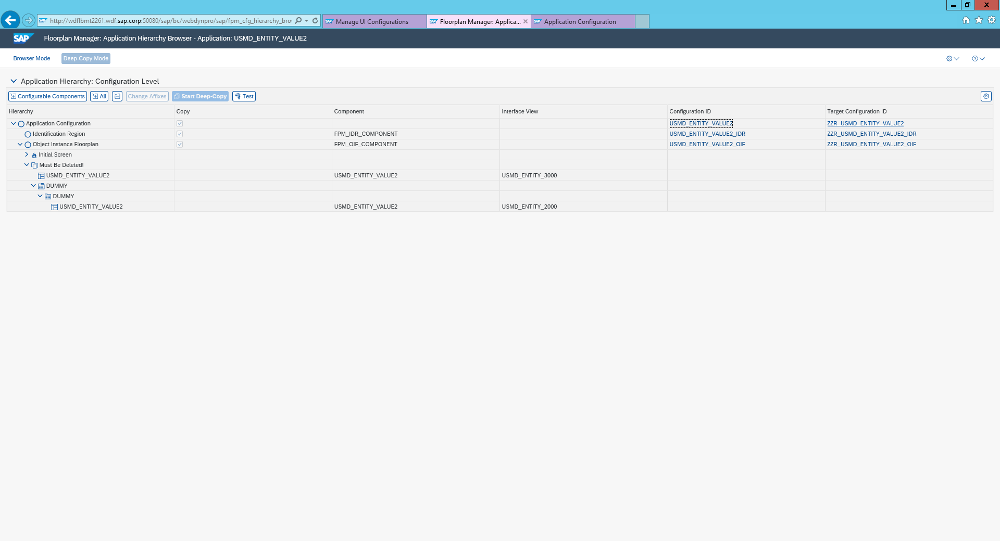 http://wdflbmt2261.wdf.sap.corp:50080/sap/bc/webdynpro/sap/fpm_cfg_hierarchy_bro
SAP Manage UI Configurations
SAP Floorplan Manager: Applica...
SAP Application Configuration
SAP Floorplan Manager: Application Hierarchy Browser - Application: USMD_ENTITY_VALUE2
Browser Mode Deep-Copy Mode
Application Hierarchy: Configuration Level
Configurable Components All Change Affixes Start Deep-Copy Test
Hierarchy Copy Component Interface View Configuration ID Target Configuration ID
Application Configuration USMD_ENTITY_VALUE2 ZZR_USMD_ENTITY_VALUE2
Identification Region FPM_IDR_COMPONENT USMD_ENTITY_VALUE2_IDR ZZR_USMD_ENTITY_VALUE2_IDR
Object Instance Floorplan FPM_OIF_COMPONENT USMD_ENTITY_VALUE2_OIF ZZR_USMD_ENTITY_VALUE2_OIF
Initial Screen
Must Be Deleted!
USMD_ENTITY_VALUE2 USMD_ENTITY_VALUE2 USMD_ENTITY_3000
DUMMY
DUMMY
USMD_ENTITY_VALUE2 USMD_ENTITY_VALUE2 USMD_ENTITY_2000